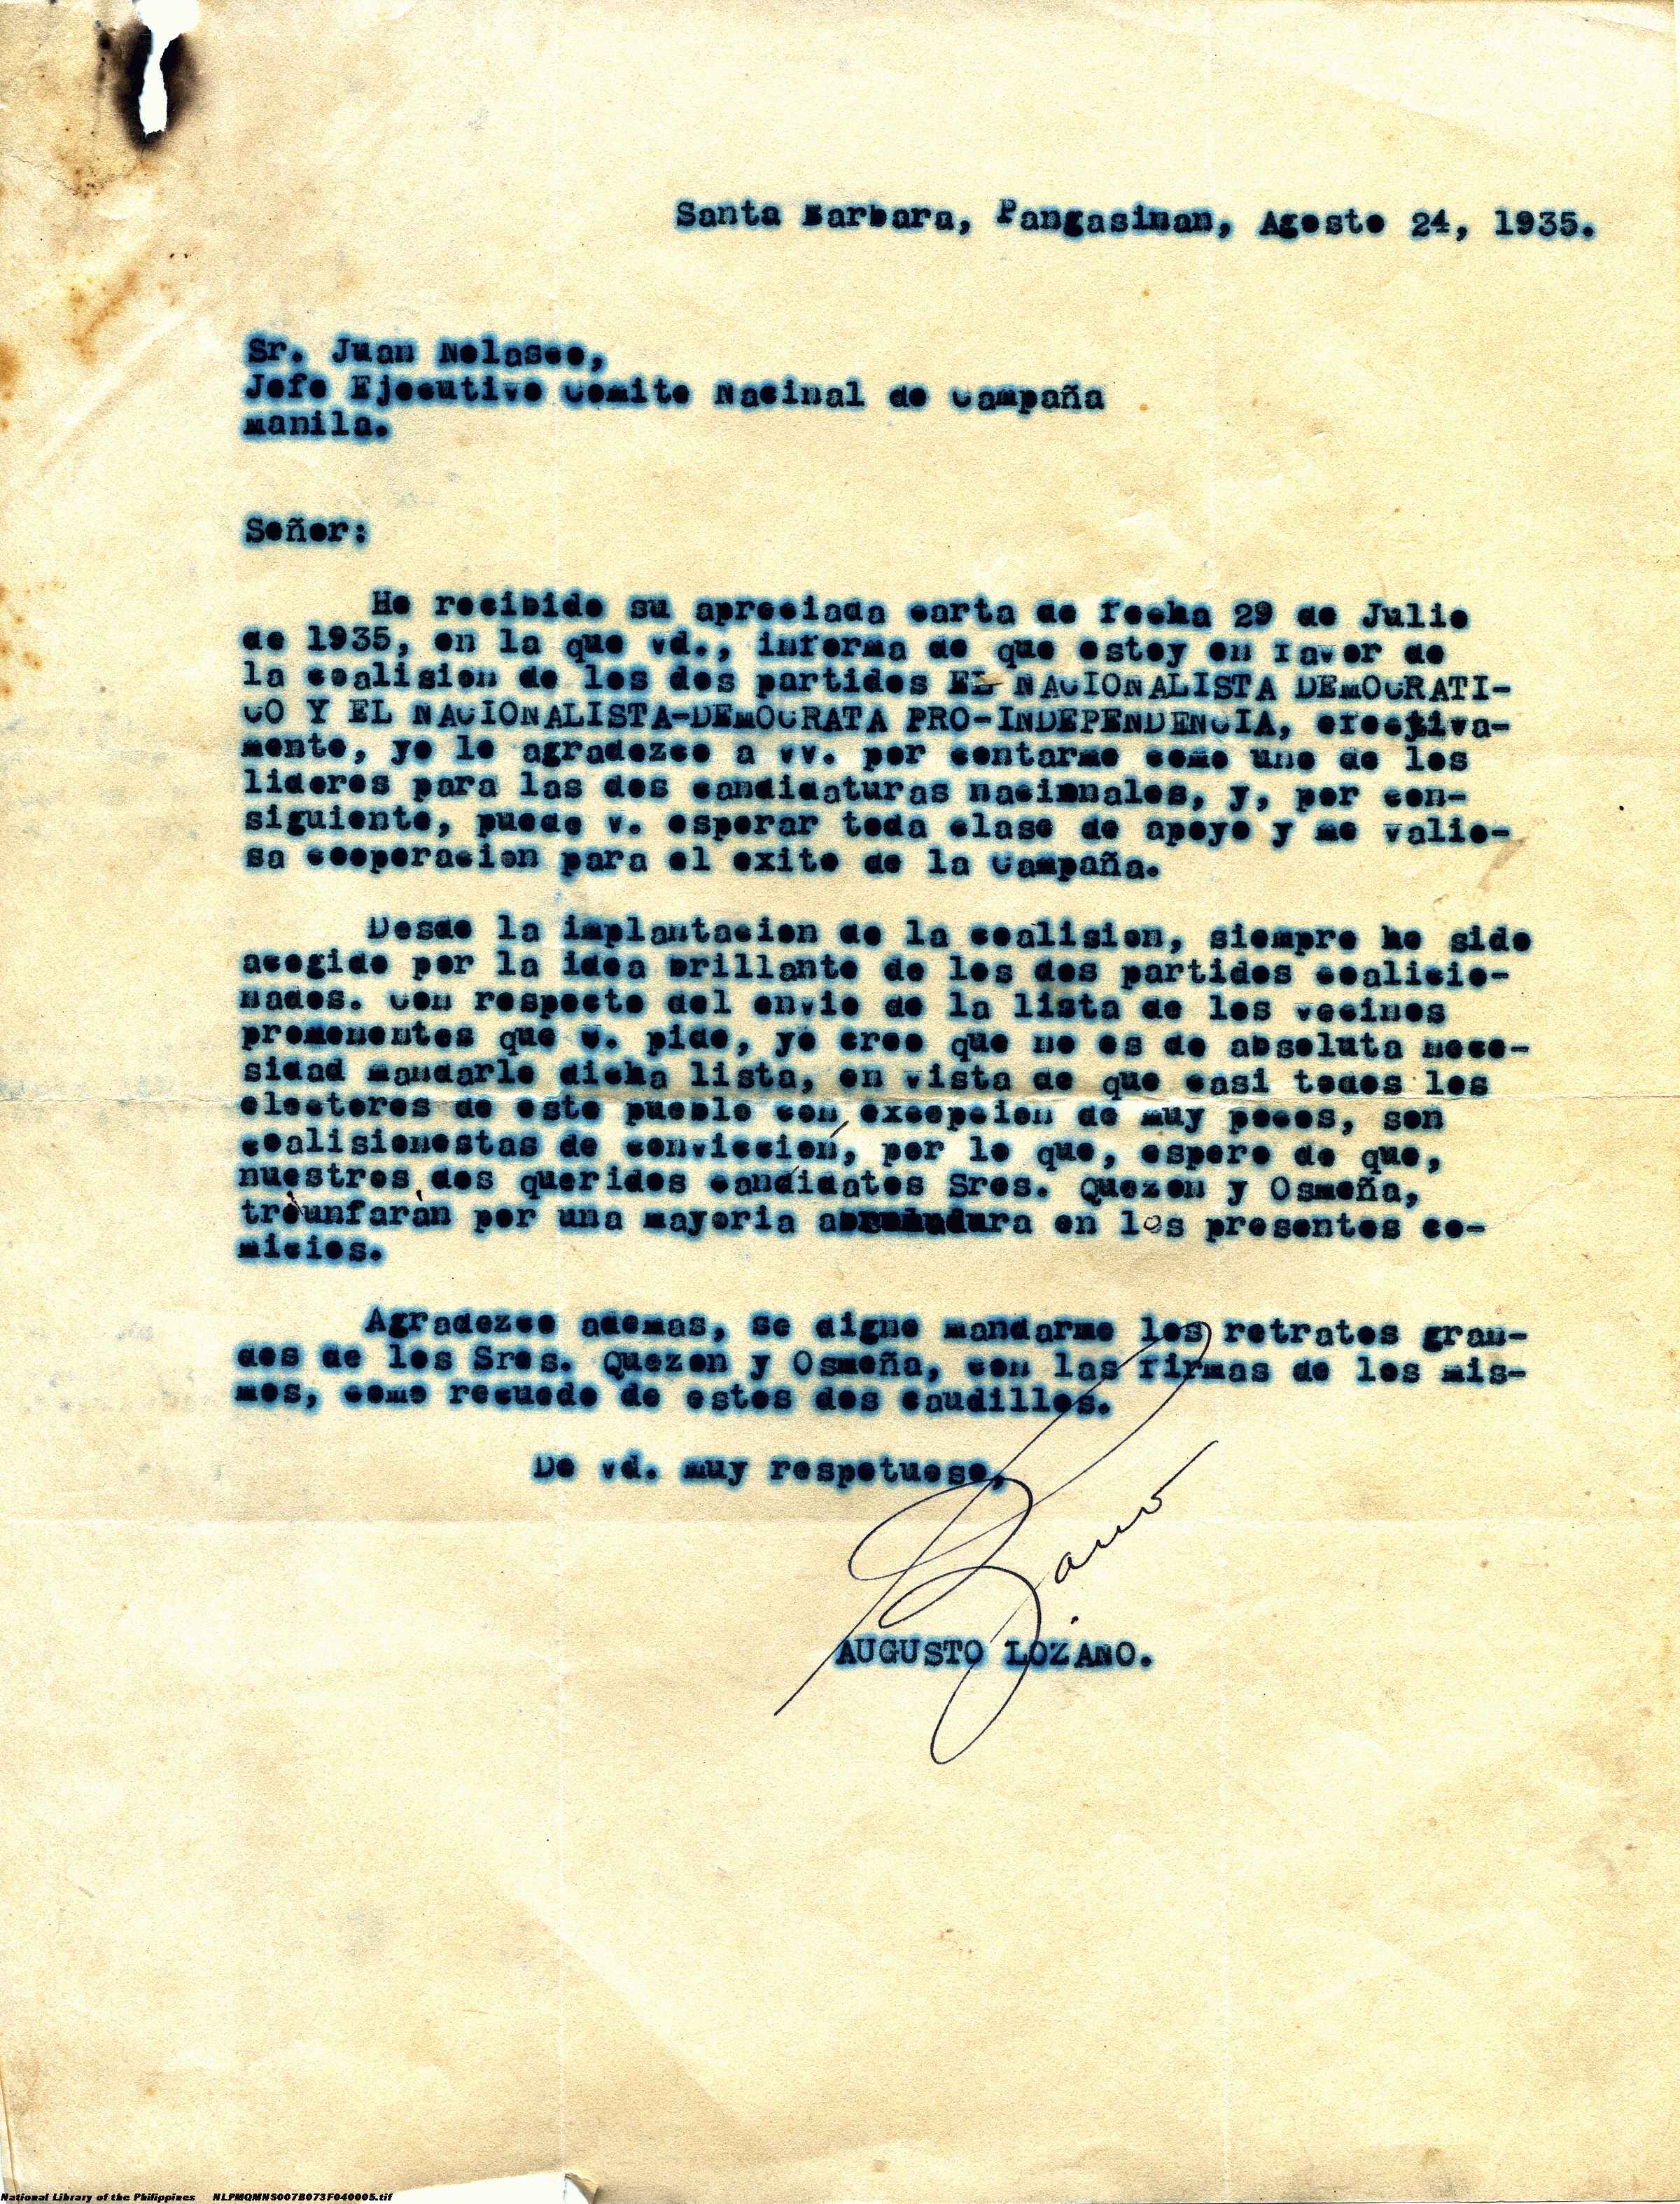 Santa Barbara, Pangasinan, Agosto 24, 1935.
Sr. Juan Nolasco,
Jefe Ejecutivo Comite Nacinal de Campaña
Manila.
Señor:
He recibido su apreciada carta de fecha 29 de Julio
de 1935, en la que vd., informa de que estoy en favor de
la coalision de los dos partidos EL NACIONALISTA DEMOCRATI-
CO Y EL NACIONALISTA-DEMOCRATA PRO-INDEPENDENCIA, efectiva-
mente, yo le agradezco a vv. por contarme como uno de los
lideres para las dos candidaturas nacionales, y, por con-
siguiente, puede v. esperar toda clase de apoyo y me valio-
sa cooperacion para el exito de la Campaña.
Desde la implantacion de la coalision, siempre he sido
acogido por la idea brillante de los dos partidos coalicio-
nados. Con respecto del envio de la lista de los vecinos
promenentes que v. pide, yo creo que no es de absoluta nece-
sidad mandarle dicha lista, en vista de que casi todos los
electores de este pueblo con excepcion de muy pocos, son
coalisionestas de conviccion, por lo que, espero de que,
nuestros dos queridos candidatos Sres. Quezon y Osmeña,
triunfarán por una mayoria en los presentes co-
micios.
Agradezco ademas, se digne mandarme los retratos gran-
des de los Sres. Quezon y Osmeña, con las firmas de los mis-
mos, como recuedo de estos dos caudillos.
De vd. muy respetuoso,
AUGUSTO LOZANO.
National Library of the Philippines NLPMQMNS007B073F040005.tif